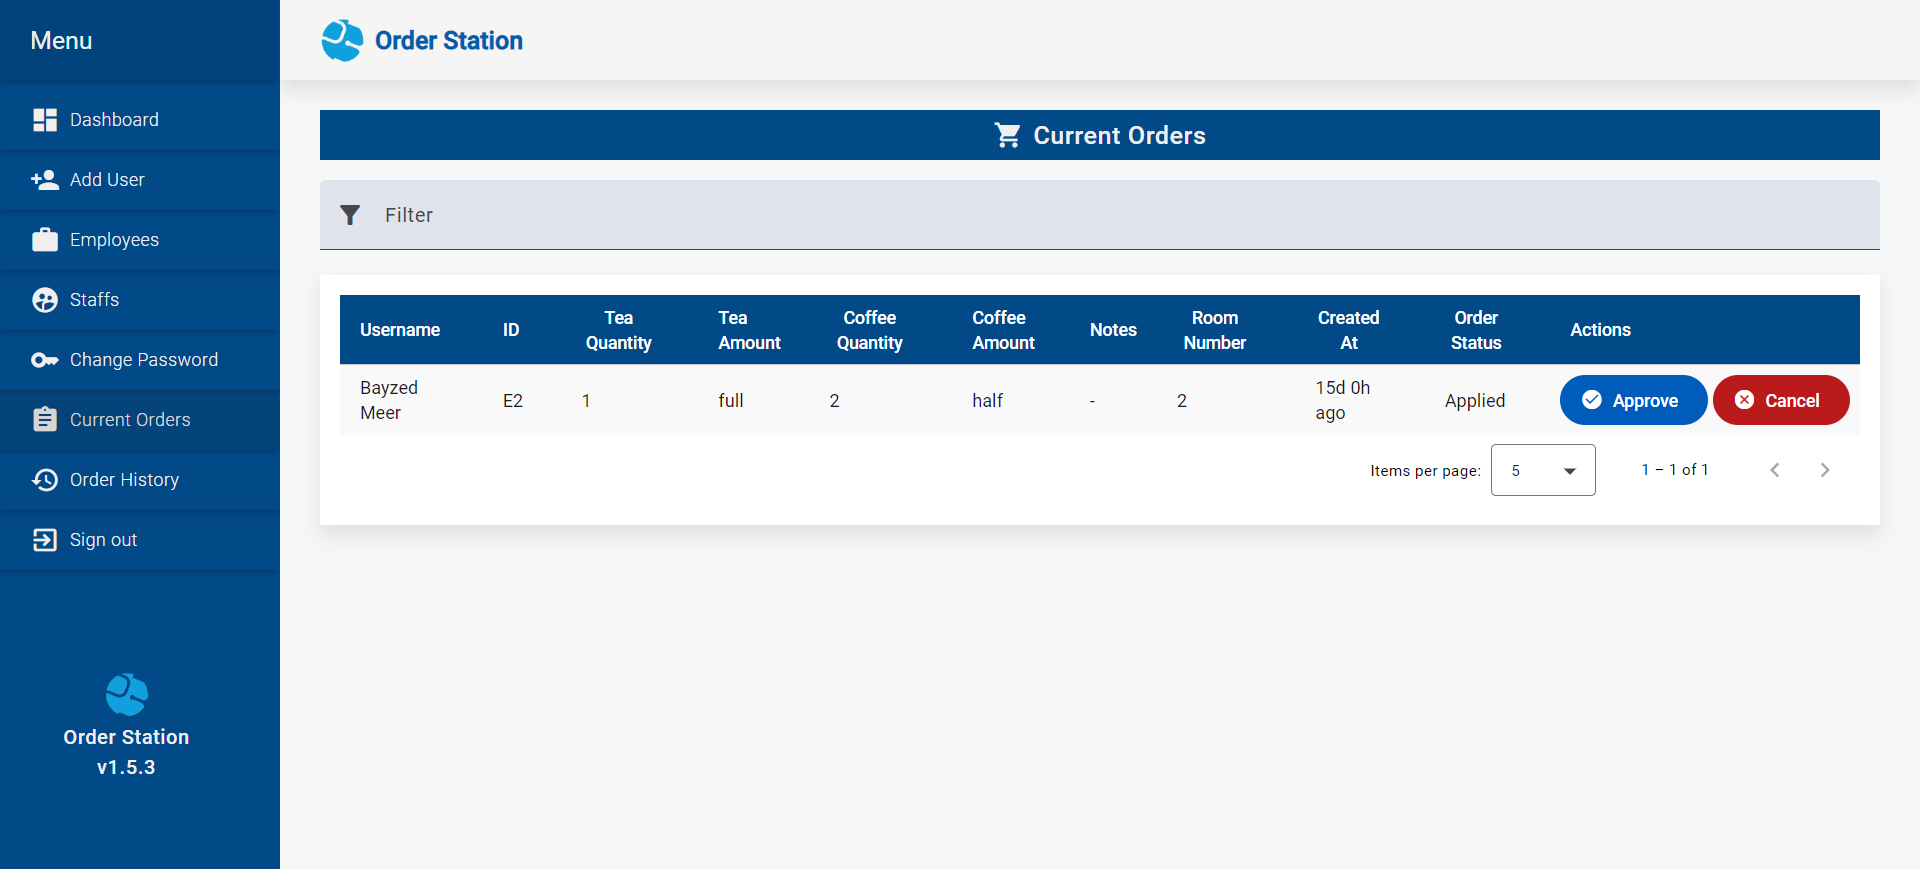 Menu
Order Station
Dashboard
Add User
Employees
Staffs
Change Password
Current Orders
Order History
Sign out
Order Station
v1.5.3
Current Orders
Filter
Username ID Tea Quantity Tea Amount Coffee Quantity Coffee Amount Notes Room Number Created At Order Status Actions
Bayzed Meer E2 1 full 2 half - 2 15d 0h ago Applied Approve Cancel
Items per page: 5 1 – 1 of 1